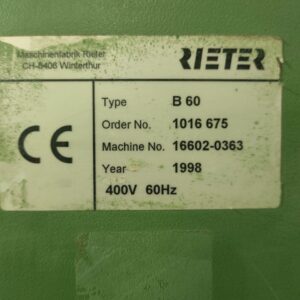 Maschinenfabrik Rieter
CH-8406 Winterthur
RIETER
CE
Type B 60
Order No. 1016 675
Machine No. 16602-0363
Year 1998
400V 60Hz